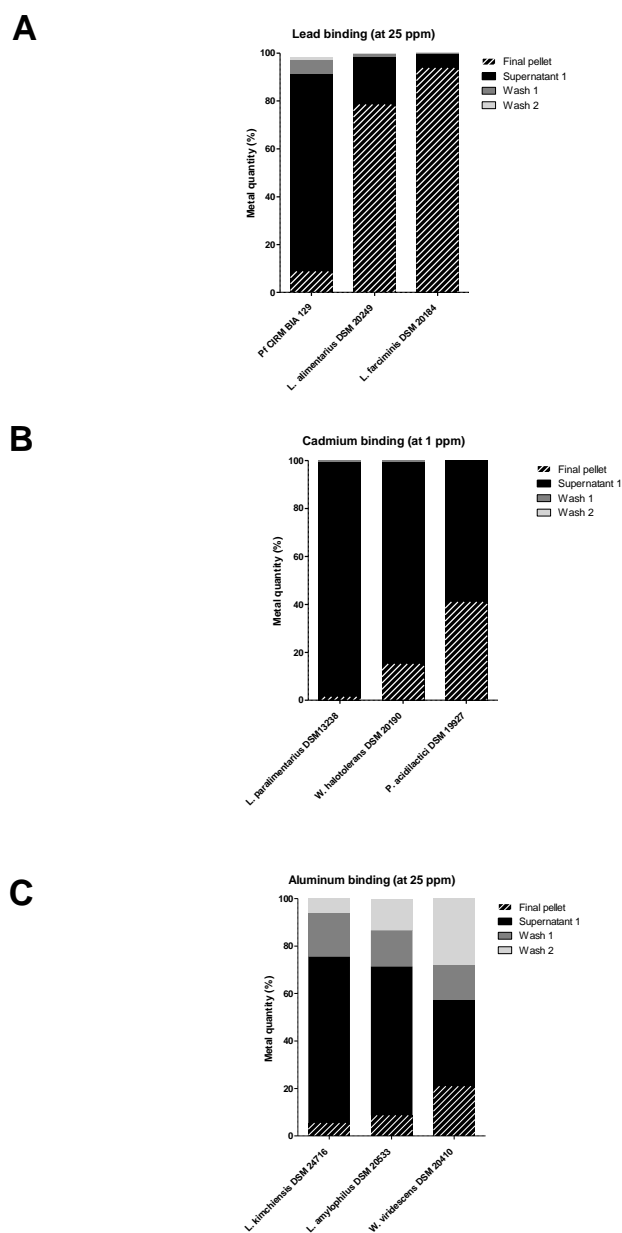 A
Lead binding (at 25 ppm)
100
80
60
40
20
0
Metal quantity (%)
Final pellet
Supernatant 1
Wash 1
Wash 2
Pf CIRM BIA 129
L. alimentarius DSM 20249
L. farciminis DSM 20184
B
Cadmium binding (at 1 ppm)
100
80
60
40
20
0
Metal quantity (%)
Final pellet
Supernatant 1
Wash 1
Wash 2
L. paralimentarius DSM13238
W. halotolerans DSM 20190
P. acidilactici DSM 19927
C
Aluminum binding (at 25 ppm)
100
80
60
40
20
0
Metal quantity (%)
Final pellet
Supernatant 1
Wash 1
Wash 2
L. kimchiensis DSM 24716
L. amylophilus DSM 20533
W. viridescens DSM 20410